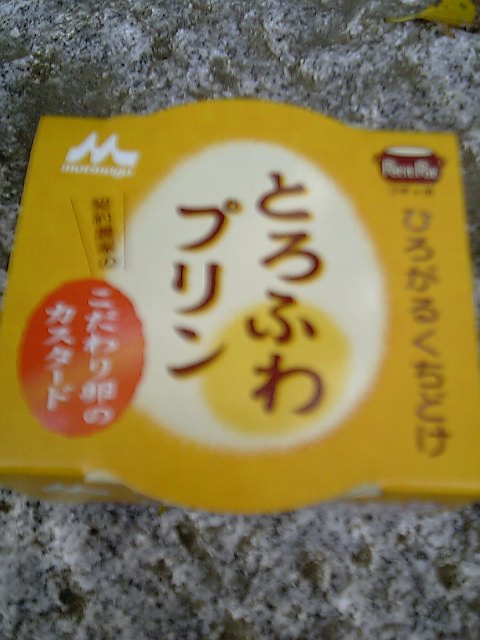 morinaga
ひろがるくちどけ
とろふわ
プリン
こだわり卵の
カスタード